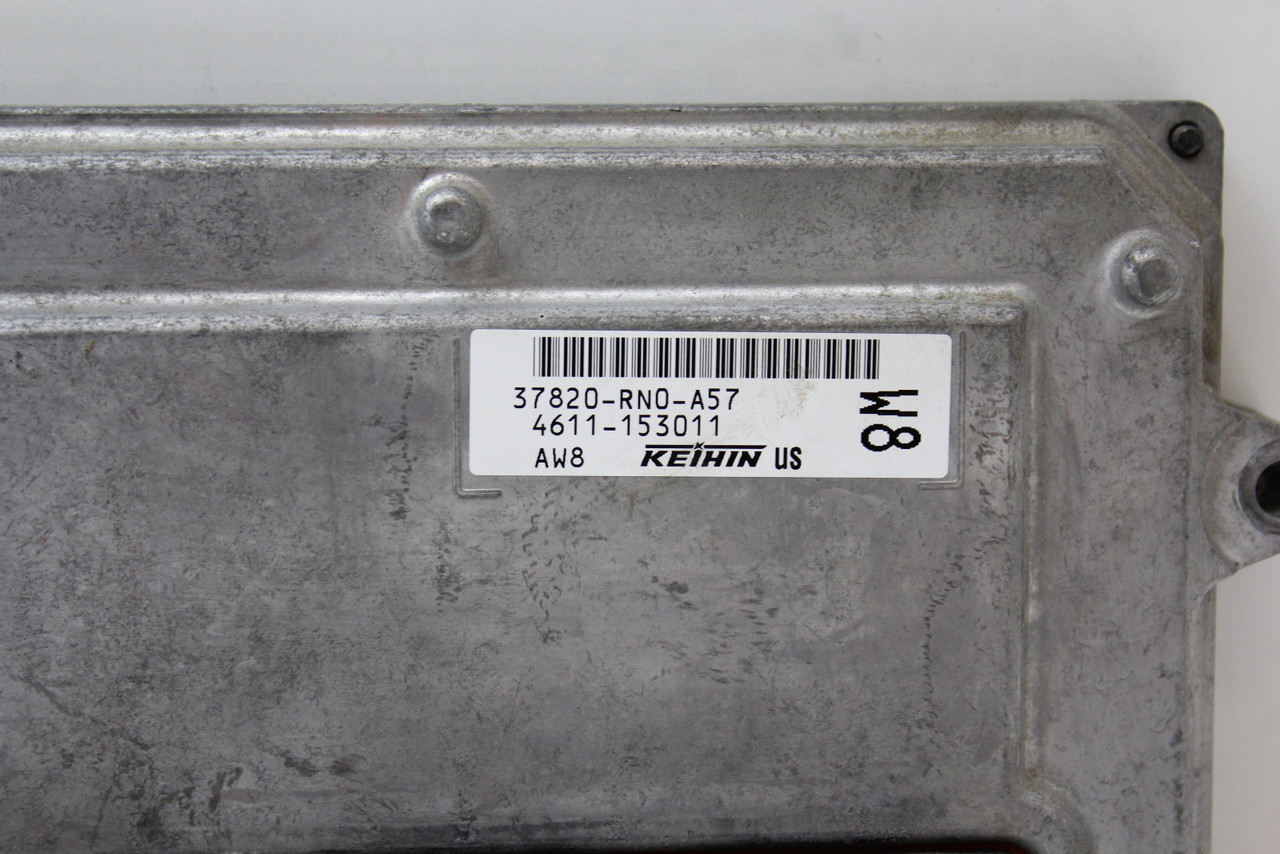 37820-RN0-A57
4611-153011
AW8 KEIHIN US
8M